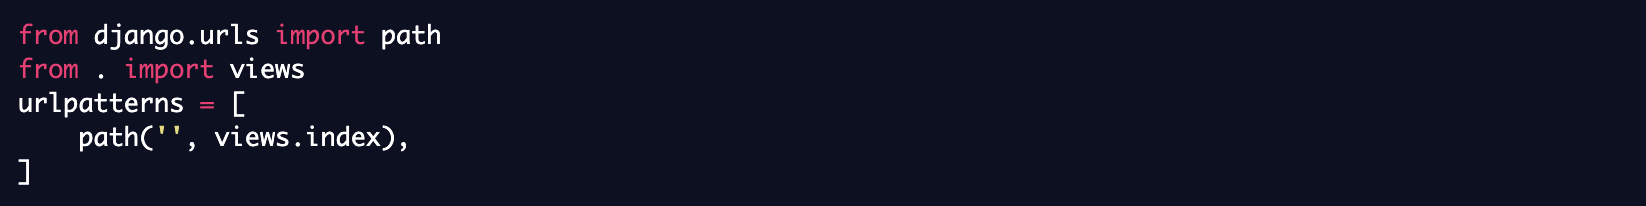 from django.urls import path
from . import views
urlpatterns = [
    path('', views.index),
]